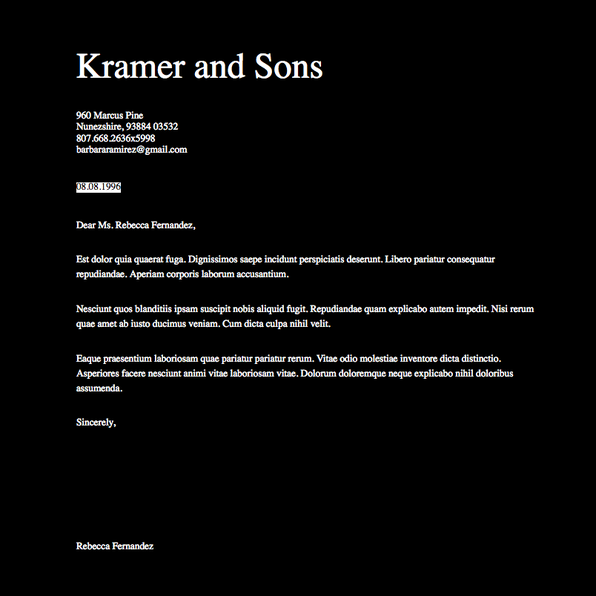 Kramer and Sons
960 Marcus Pine
Nunezshire, 93884 03532
807.668.2636x5998
barbararamirez@gmail.com
08.08.1996
Dear Ms. Rebecca Fernandez,
Est dolor quia quaerat fuga. Dignissimos saepe incidunt perspiciatis deserunt. Libero pariatur consequatur
repudiandae. Aperiam corporis laborum accusantium.
Nesciunt quos blanditiis ipsam suscipit nobis aliquid fugit. Repudiandae quam explicabo autem impedit. Nisi rerum
quae amet ab iusto ducimus veniam. Cum dicta culpa nihil velit.
Eaque praesentium laboriosam quae pariatur pariatur rerum. Vitae odio molestiae inventore dicta distinctio.
Asperiores facere nesciunt animi vitae laboriosam vitae. Dolorum doloremque neque explicabo nihil doloribus
assumenda.
Sincerely,
Rebecca Fernandez